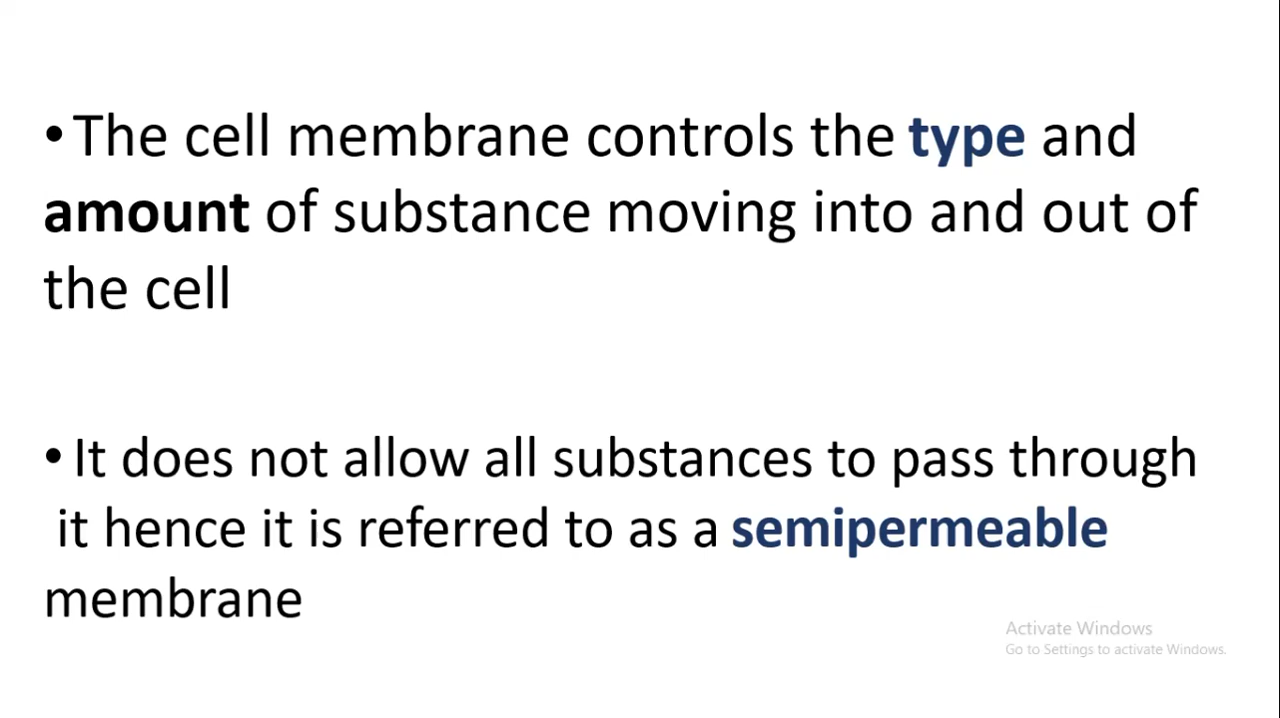 •The cell membrane controls the type and
amount of substance moving into and out of
the cell
•It does not allow all substances to pass through
it hence it is referred to as a semipermeable
membrane
Activate Windows
Go to Settings to activate Windows.